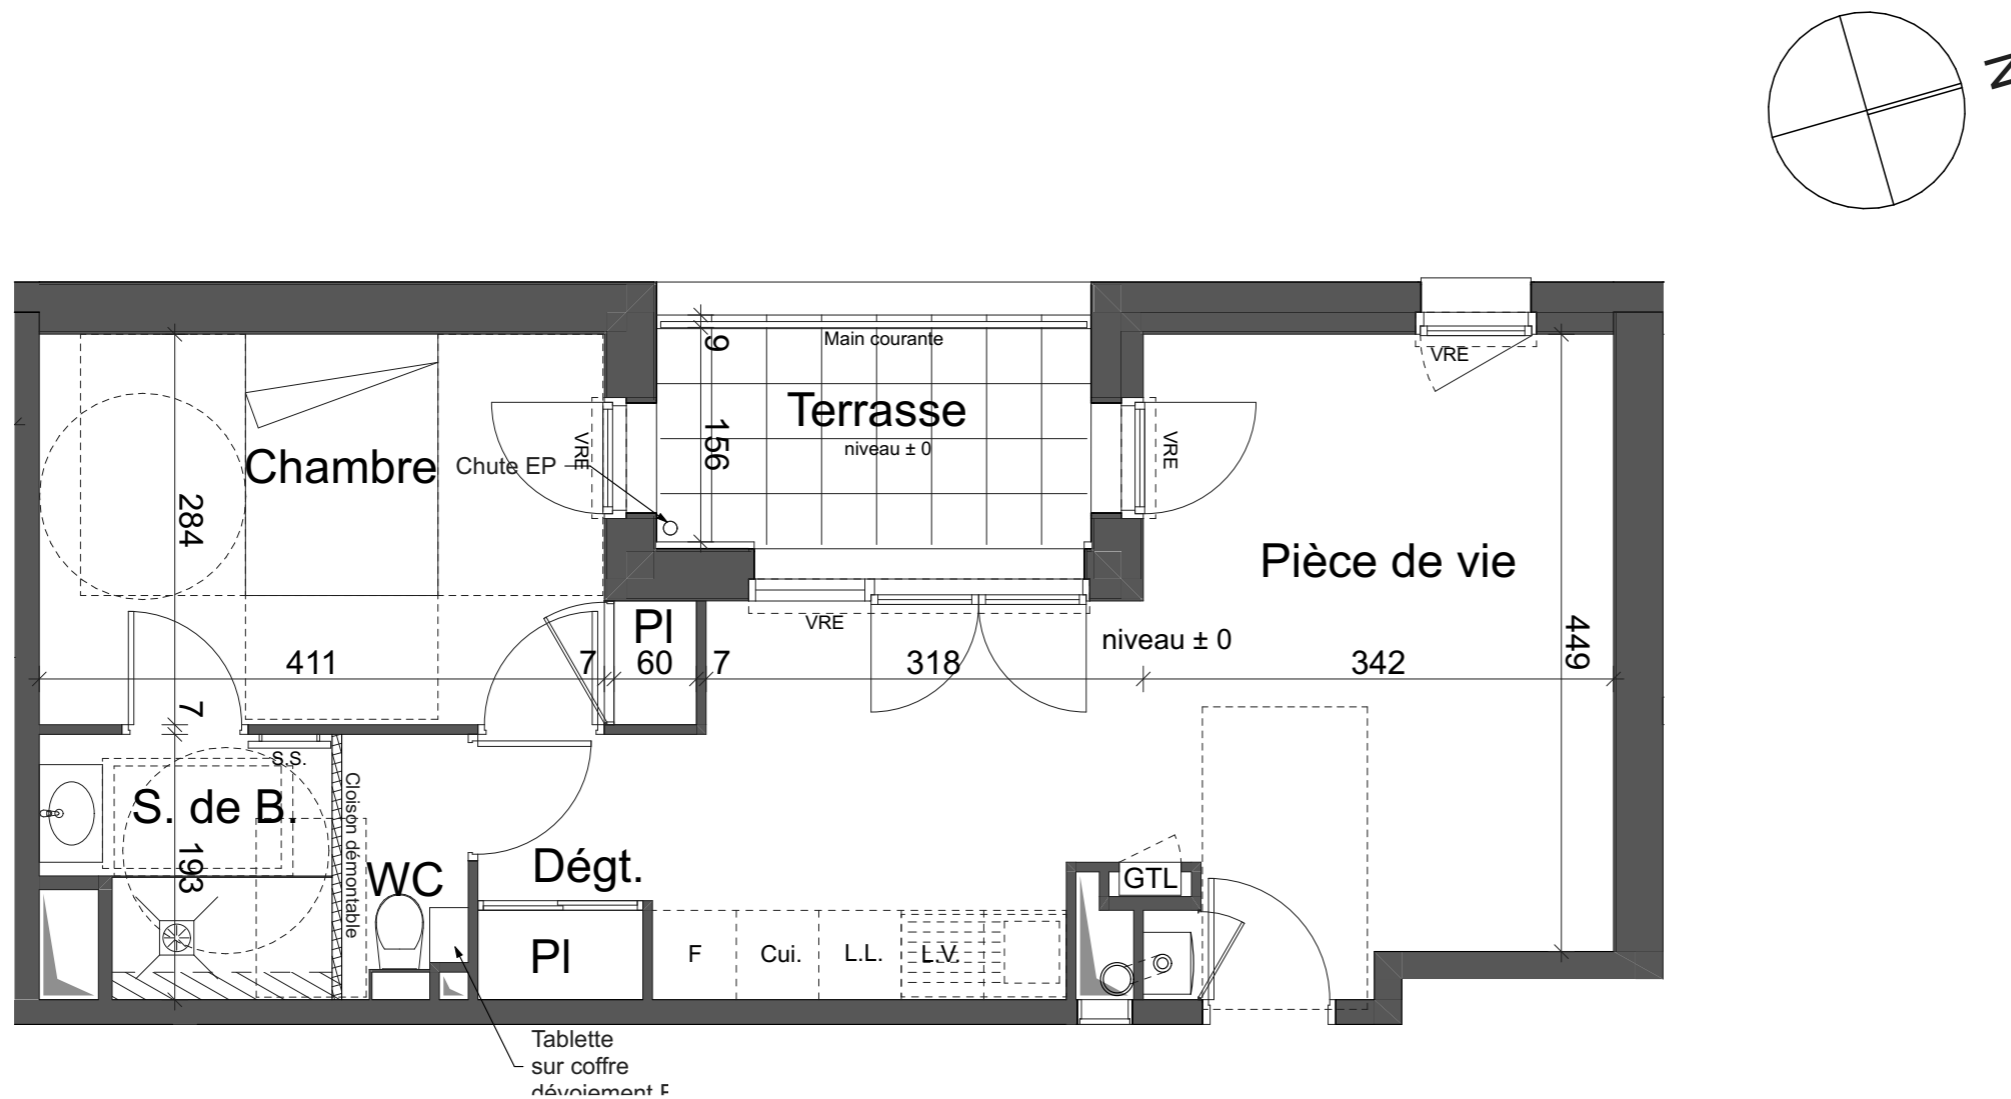 N
Main courante
9
Terrasse
niveau ± 0
156
VRE
VRE
VRE
Chambre
Chute EP
284
Pièce de vie
Pl
VRE
niveau ± 0
411
7
60
7
318
342
449
7
S.S.
S. de B.
193
Cloison démontable
WC
Dégt.
GTL
Pl
F
Cui.
L.L.
L.V.
Tablette
sur coffre
dévoiement